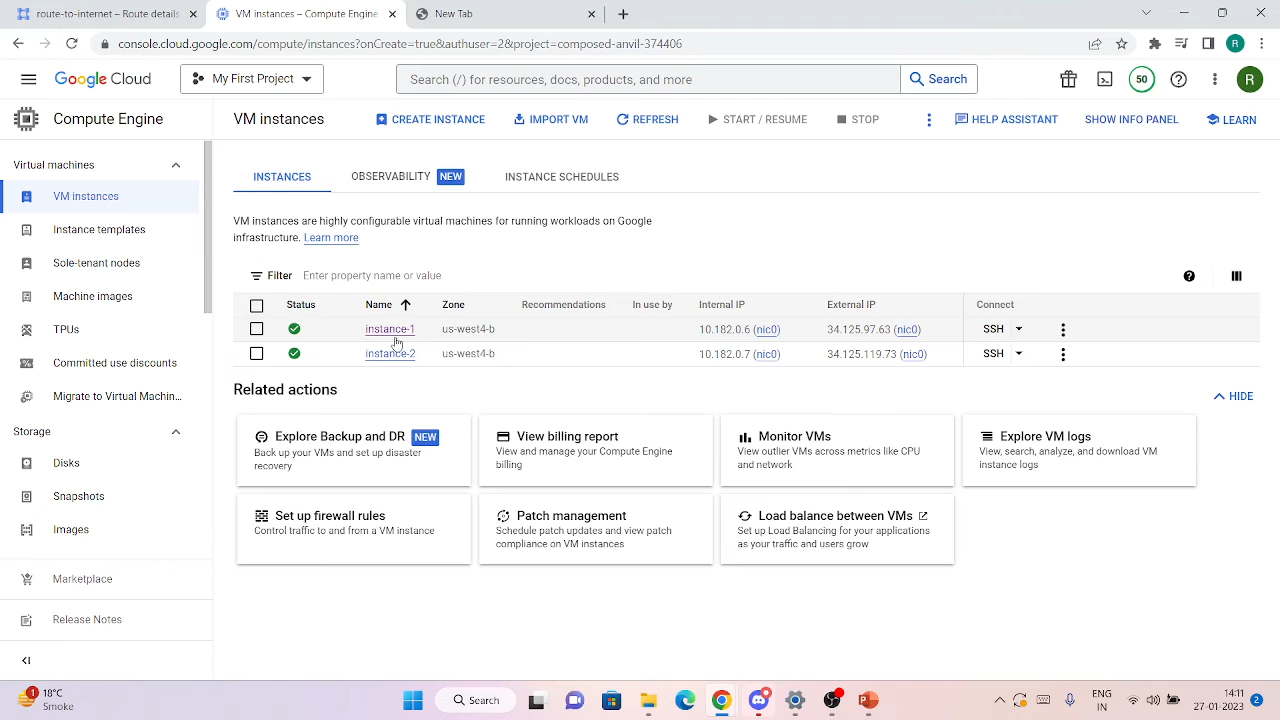 route-to-internet – Route details
VM instances – Compute Engine
New Tab
console.cloud.google.com/compute/instances?onCreate=true&authuser=2&project=composed-anvil-374406
R
Google Cloud
My First Project
Search (/) for resources, docs, products, and more
Search
50
R
Compute Engine
VM instances
CREATE INSTANCE
IMPORT VM
REFRESH
START / RESUME
STOP
HELP ASSISTANT
SHOW INFO PANEL
LEARN
Virtual machines
VM instances
Instance templates
Sole-tenant nodes
Machine images
TPUs
Committed use discounts
Migrate to Virtual Machin...
Storage
Disks
Snapshots
Images
Marketplace
Release Notes
INSTANCES
OBSERVABILITY NEW
INSTANCE SCHEDULES
VM instances are highly configurable virtual machines for running workloads on Google
infrastructure. Learn more
Filter Enter property name or value
Status Name Zone Recommendations In use by Internal IP External IP Connect
instance-1 us-west4-b 10.182.0.6 (nic0) 34.125.97.63 (nic0) SSH
instance-2 us-west4-b 10.182.0.7 (nic0) 34.125.119.73 (nic0) SSH
Related actions
HIDE
Explore Backup and DR NEW
Back up your VMs and set up disaster
recovery
View billing report
View and manage your Compute Engine
billing
Monitor VMs
View outlier VMs across metrics like CPU
and network
Explore VM logs
View, search, analyze, and download VM
instance logs
Set up firewall rules
Control traffic to and from a VM instance
Patch management
Schedule patch updates and view patch
compliance on VM instances
Load balance between VMs
Set up Load Balancing for your applications
as your traffic and users grow
1
18°C
Smoke
Search
ENG
IN
14:11
27-01-2023
2